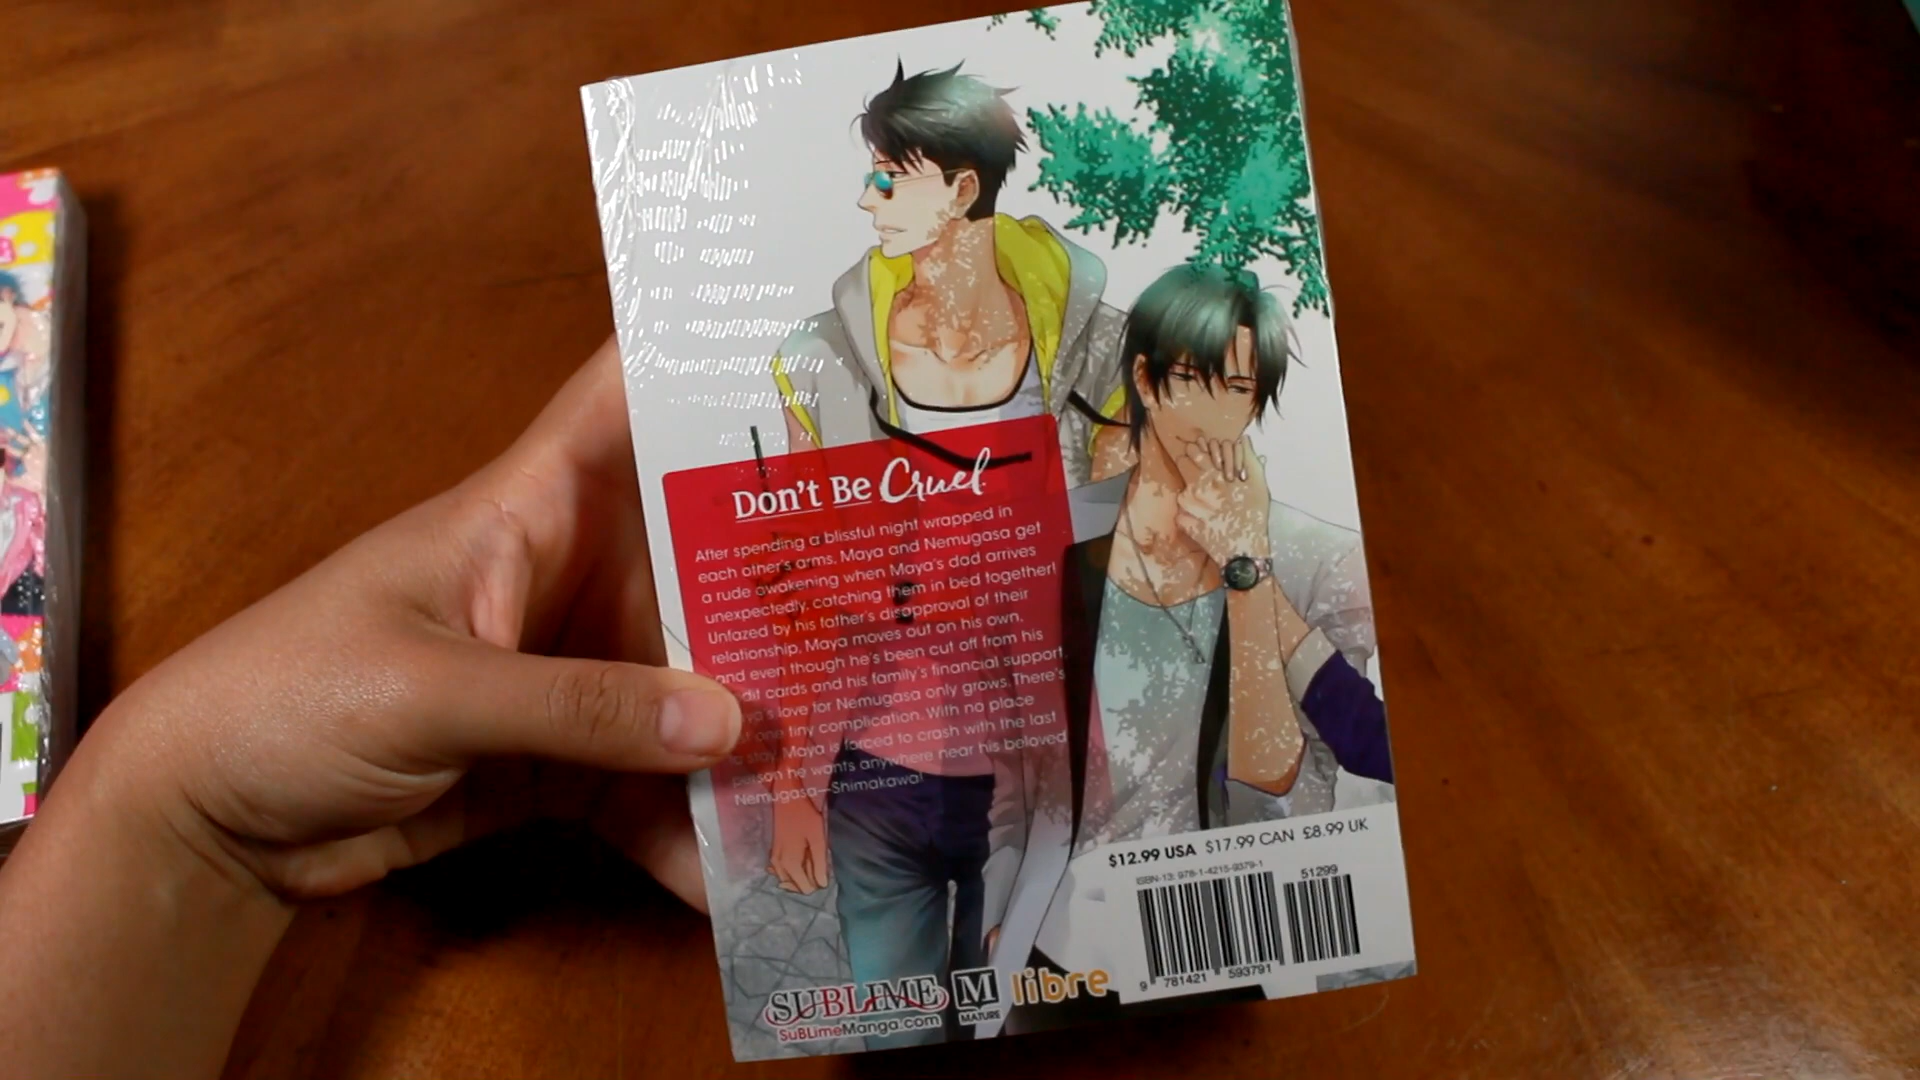 Don't Be Cruel
After spending a blissful night wrapped in
each other's arms, Maya and Nemugasa get
a rude awakening when Maya's dad arrives
unexpectedly, catching them in bed together!
Unfazed by his father's disapproval of their
relationship, Maya moves out on his own,
and even though he's been cut off from his
dit cards and his family's financial support,
love for Nemugasa only grows. There's
one tiny complication. With no place
to stay, Maya is forced to crash with the last
person he wants anywhere near his beloved
Nemugasa—Shimakawa!
$12.99 USA $17.99 CAN £8.99 UK
ISBN-13: 978-1-4215-9379-1
51299
9 781421 593791
SUBLIME M libre
MATURE
SuBLimeManga.com